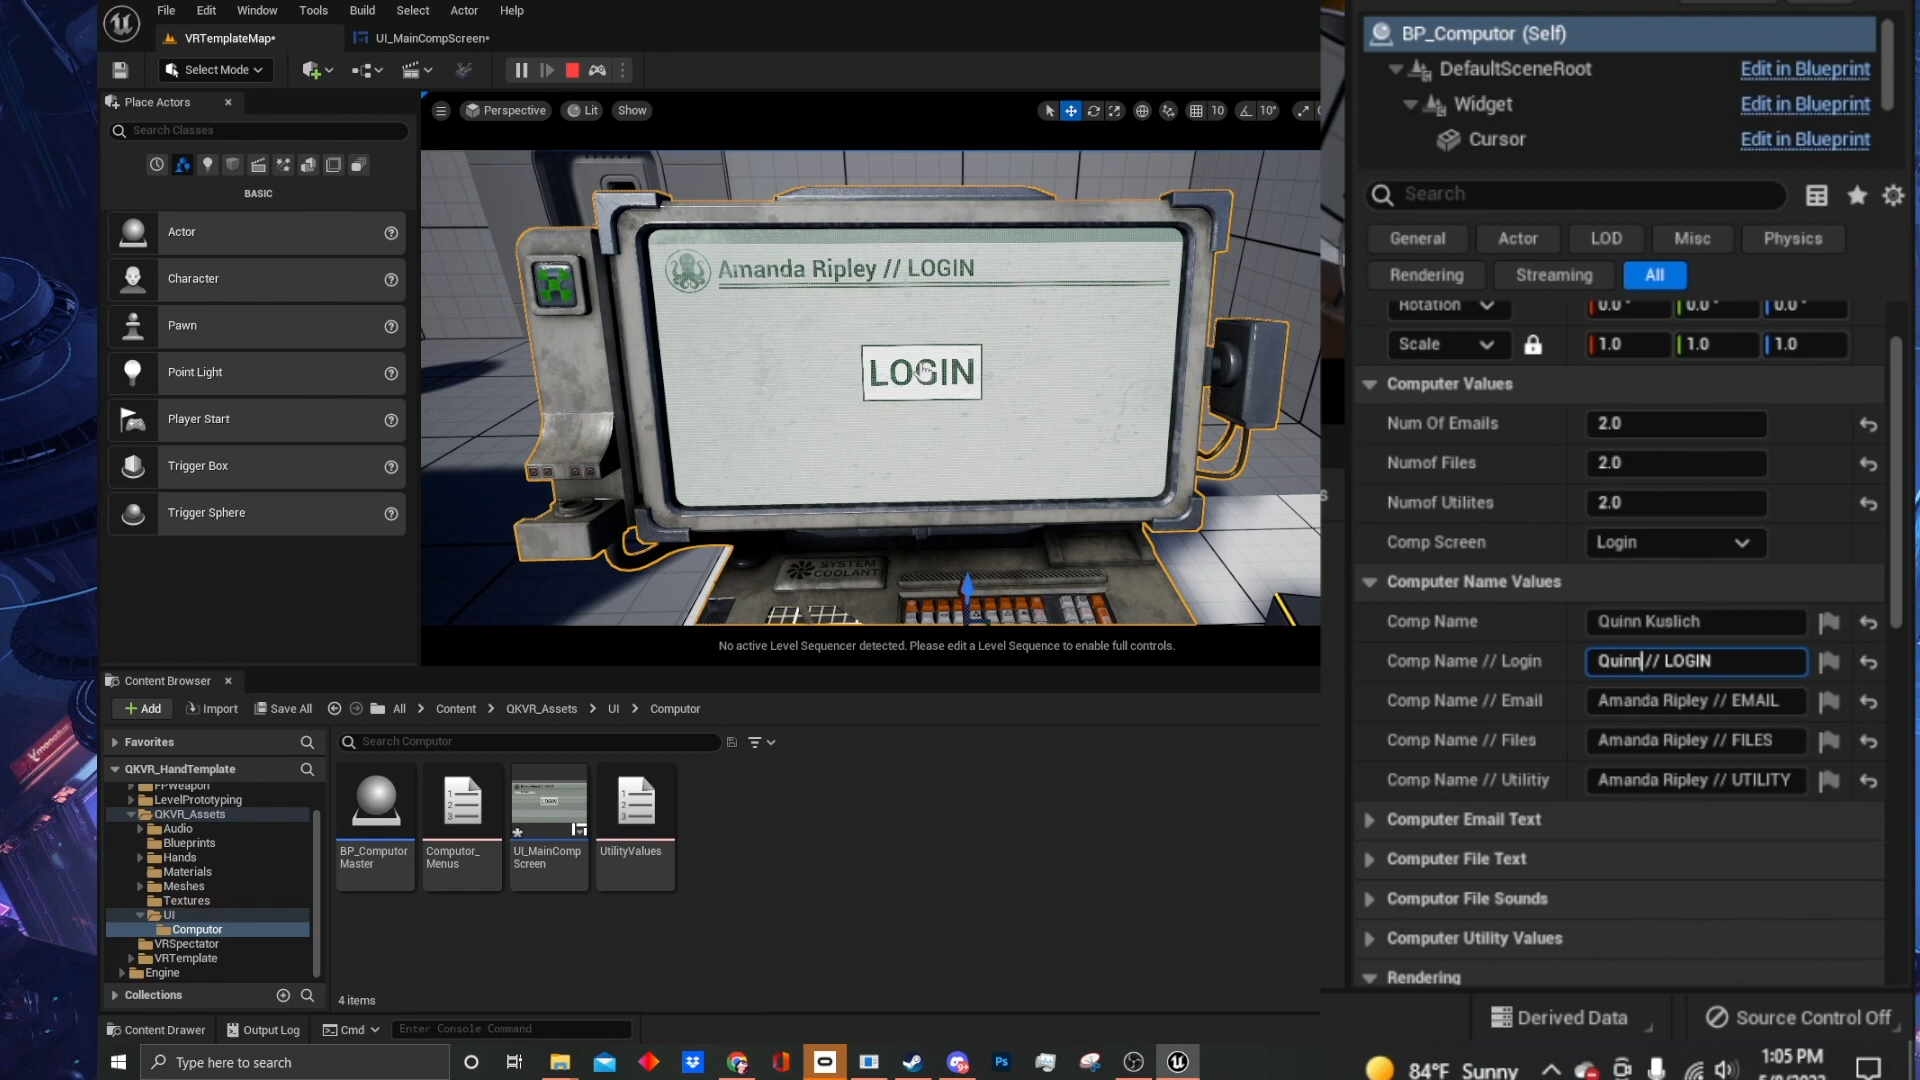 File Edit Window Tools Build Select Actor Help
VRTemplateMap*
UI_MainCompScreen*
Select Mode
Place Actors
Search Classes
BASIC
Actor
Character
Pawn
Point Light
Player Start
Trigger Box
Trigger Sphere
Perspective
Lit
Show
10
10°
Amanda Ripley // LOGIN
LOGIN
SYSTEM
COOLANT
No active Level Sequencer detected. Please edit a Level Sequence to enable full controls.
Content Browser
Add
Import
Save All
All
Content
QKVR_Assets
UI
Computor
Favorites
Search Computor
QKVR_HandTemplate
FPWeapon
LevelPrototyping
QKVR_Assets
Audio
Blueprints
Hands
Materials
Meshes
Textures
UI
Computor
VRSpectator
VRTemplate
Engine
Collections
BP_Computor
Master
Computor_
Menus
UI_MainComp
Screen
UtilityValues
4 items
Content Drawer
Output Log
Cmd
Enter Console Command
Type here to search
BP_Computor (Self)
DefaultSceneRoot
Edit in Blueprint
Widget
Edit in Blueprint
Cursor
Edit in Blueprint
Search
General
Actor
LOD
Misc
Physics
Rendering
Streaming
All
Rotation
0.0°
0.0°
0.0°
Scale
1.0
1.0
1.0
Computer Values
Num Of Emails
2.0
Numof Files
2.0
Numof Utilites
2.0
Comp Screen
Login
Computer Name Values
Comp Name
Quinn Kuslich
Comp Name // Login
Quinn// LOGIN
Comp Name // Email
Amanda Ripley // EMAIL
Comp Name // Files
Amanda Ripley // FILES
Comp Name // Utilitiy
Amanda Ripley // UTILITY
Computer Email Text
Computer File Text
Computor File Sounds
Computer Utility Values
Rendering
Derived Data
Source Control Off
84°F Sunny
1:05 PM